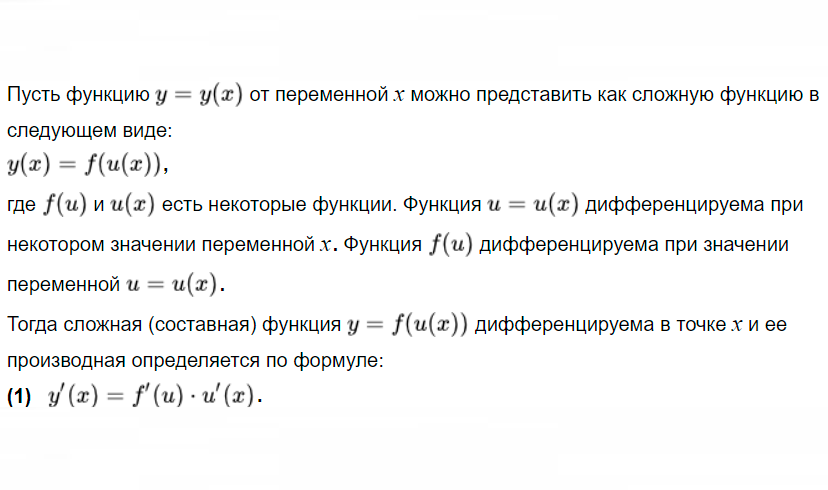 Пусть функцию y = y(x) от переменной x можно представить как сложную функцию в
следующем виде:
y(x) = f(u(x)),
где f(u) и u(x) есть некоторые функции. Функция u = u(x) дифференцируема при
некотором значении переменной x. Функция f(u) дифференцируема при значении
переменной u = u(x).
Тогда сложная (составная) функция y = f(u(x)) дифференцируема в точке x и ее
производная определяется по формуле:
(1) y′(x) = f′(u) · u′(x).